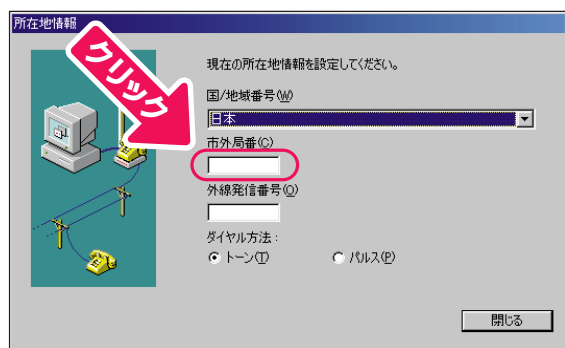 所在地情報
クリック
現在の所在地情報を設定してください。
国/地域番号(W)
日本
市外局番(C)
外線発信番号(O)
ダイヤル方法：
トーン(T) パルス(P)
閉じる